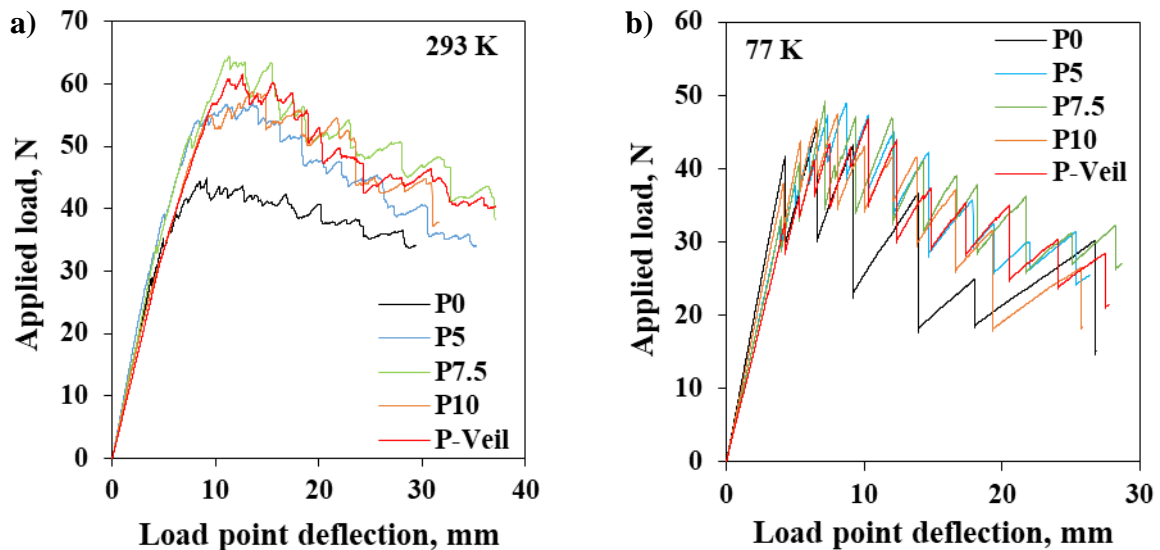 a)
293 K
70
60
50
40
30
20
10
0
Applied load, N
P0
P5
P7.5
P10
P-Veil
0 10 20 30 40
Load point deflection, mm
b)
77 K
60
50
40
30
20
10
0
Applied load, N
P0
P5
P7.5
P10
P-Veil
0 10 20 30
Load point deflection, mm